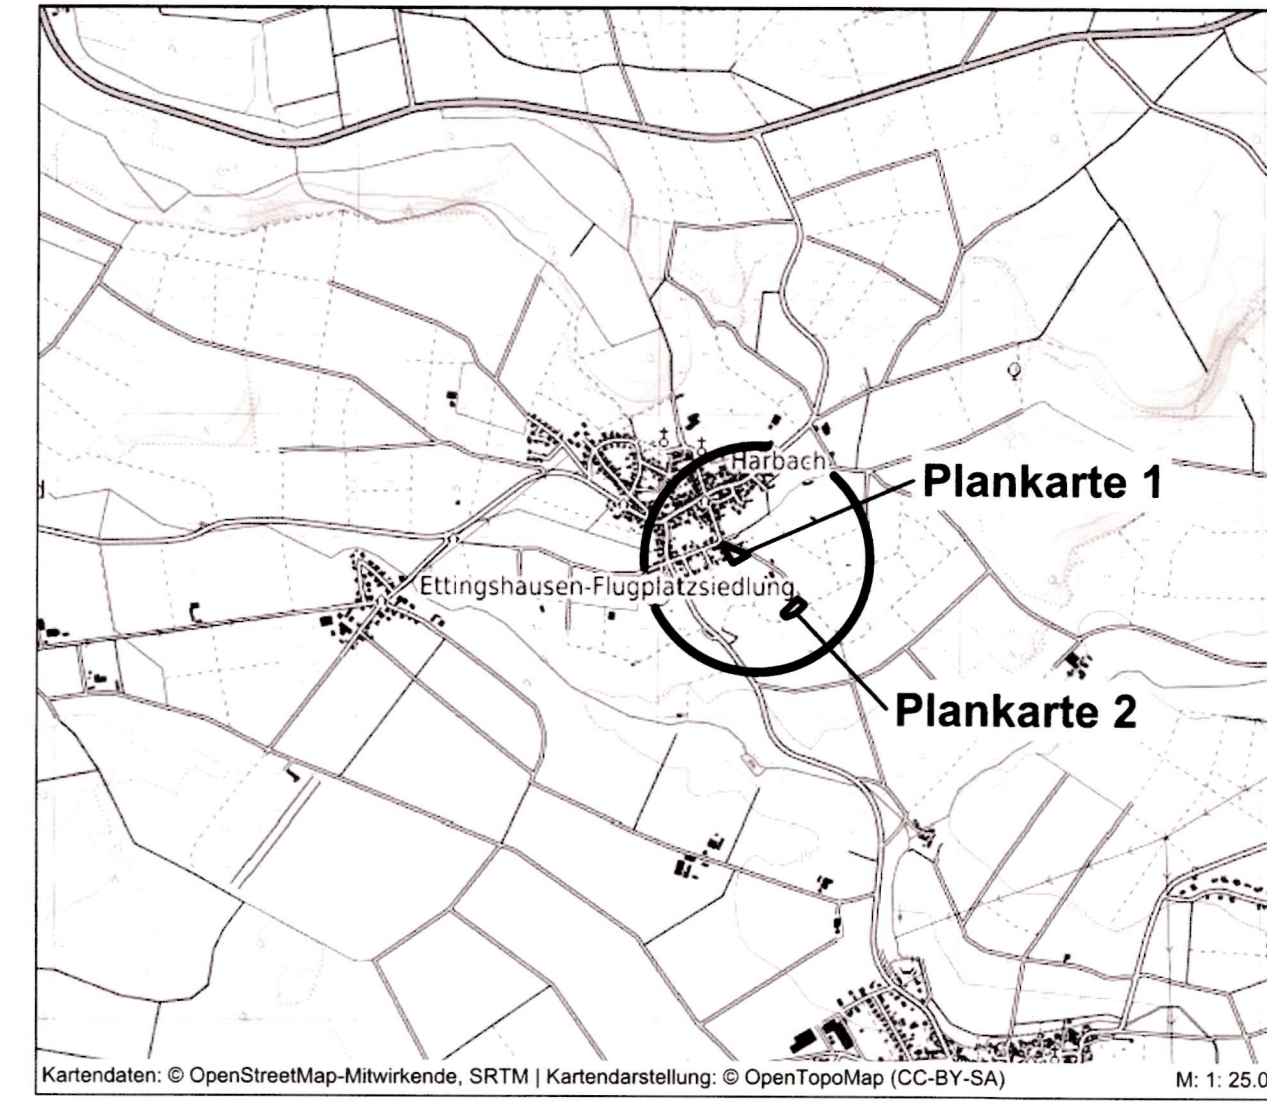 Harbach
Plankarte 1
Ettingshausen-Flugplatzsiedlung
Plankarte 2
Kartendaten: © OpenStreetMap-Mitwirkende, SRTM | Kartendarstellung: © OpenTopoMap (CC-BY-SA)
M: 1: 25.0